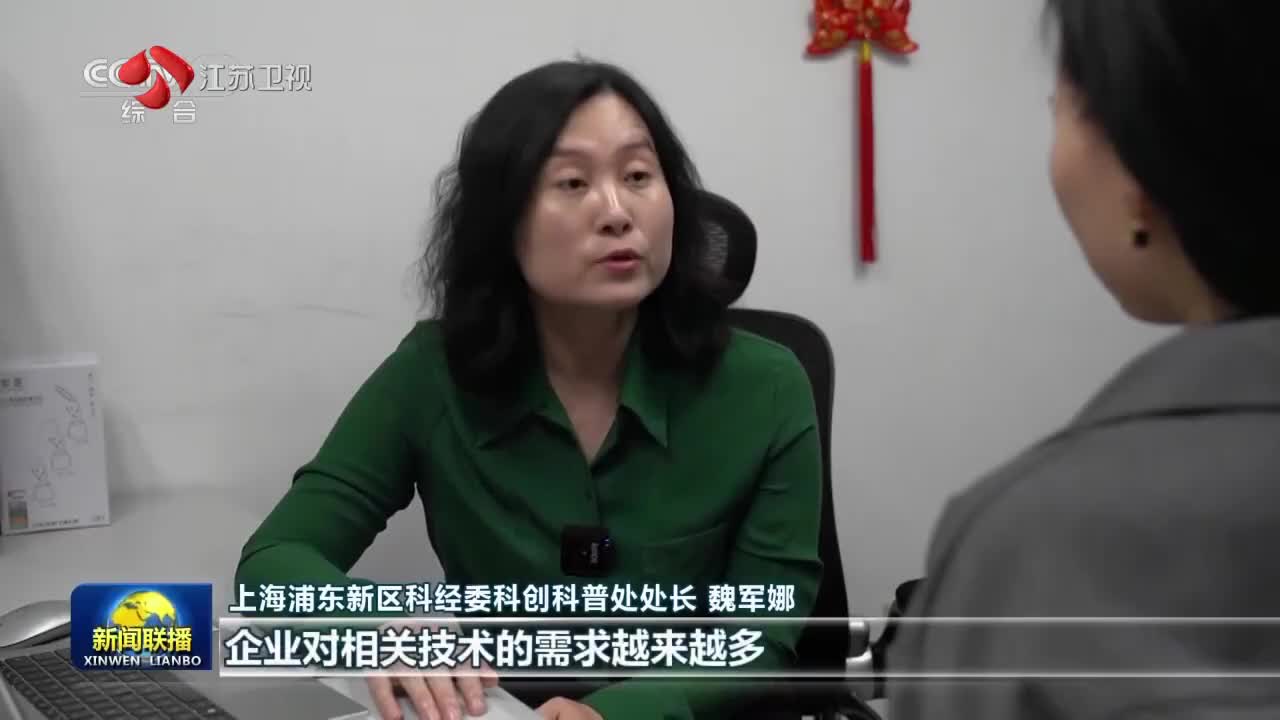 CCTV 江苏卫视
综合
上海浦东新区科经委科创科普处处长 魏军娜
新闻联播
XINWEN LIANBO
企业对相关技术的需求越来越多